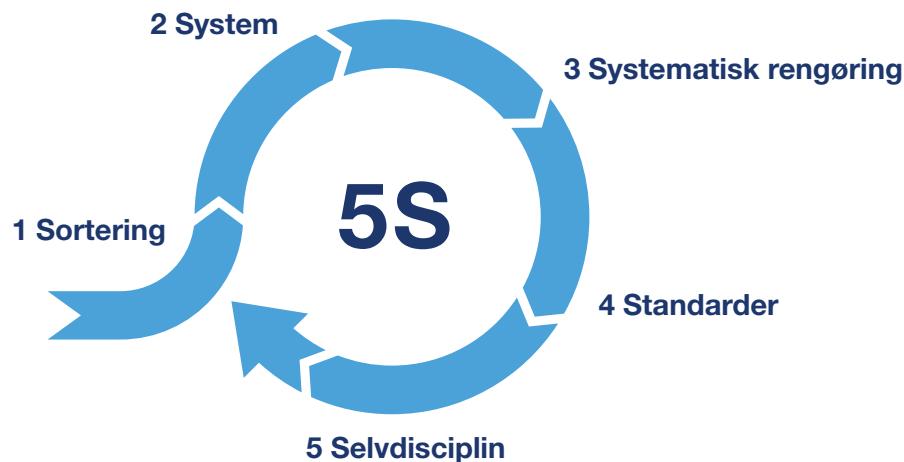 2 System
3 Systematisk rengøring
5S
1 Sortering
4 Standarder
5 Selvdisciplin